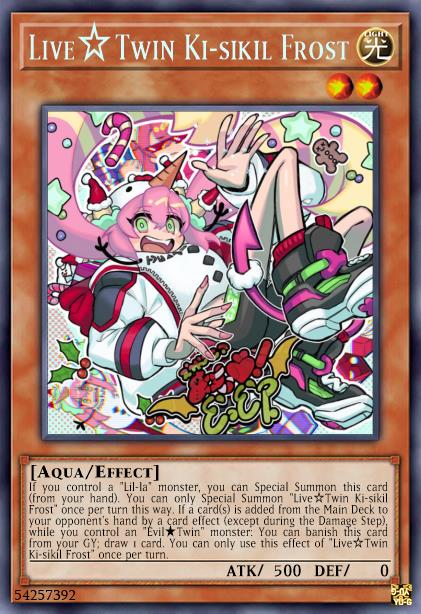 Live☆Twin Ki-sikil Frost
LIGHT
光
[Aqua/Effect]
If you control a "Lil-la" monster, you can Special Summon this card
(from your hand). You can only Special Summon "Live☆Twin Ki-sikil
Frost" once per turn this way. If a card(s) is added from the Main Deck to
your opponent's hand by a card effect (except during the Damage Step),
while you control an "Evil★Twin" monster: You can banish this card
from your GY; draw 1 card. You can only use this effect of "Live☆Twin
Ki-sikil Frost" once per turn.
ATK/ 500 DEF/ 0
54257392